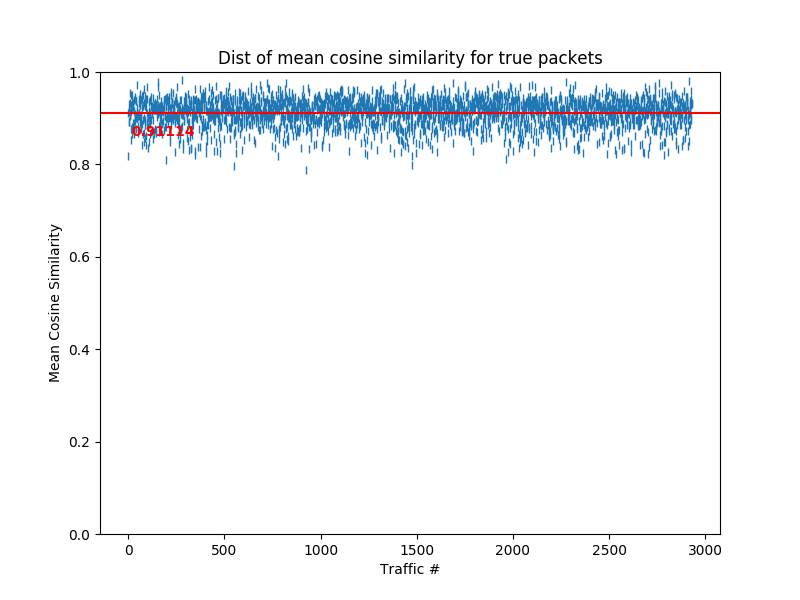 Dist of mean cosine similarity for true packets
1.0
0.91114
0.8
0.6
Mean Cosine Similarity
0.4
0.2
0.0
0 500 1000 1500 2000 2500 3000
Traffic #